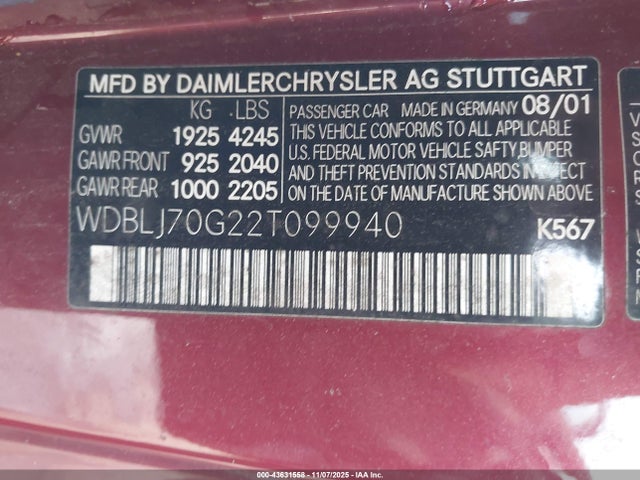 MFD BY DAIMLERCHRYSLER AG STUTTGART
KG LBS
GVWR 1925 4245
GAWR FRONT 925 2040
GAWR REAR 1000 2205
PASSENGER CAR MADE IN GERMANY 08/01
THIS VEHICLE CONFORMS TO ALL APPLICABLE
U.S. FEDERAL MOTOR VEHICLE SAFTY BUMPER
AND THEFT PREVENTION STANDARDS IN EFFECT
ON THE DATE OF MANUFACTURE SHOWN ABOVE.
WDBLJ70G22T099940
K567
000-43631558 - 11/07/2025 - IAA Inc.